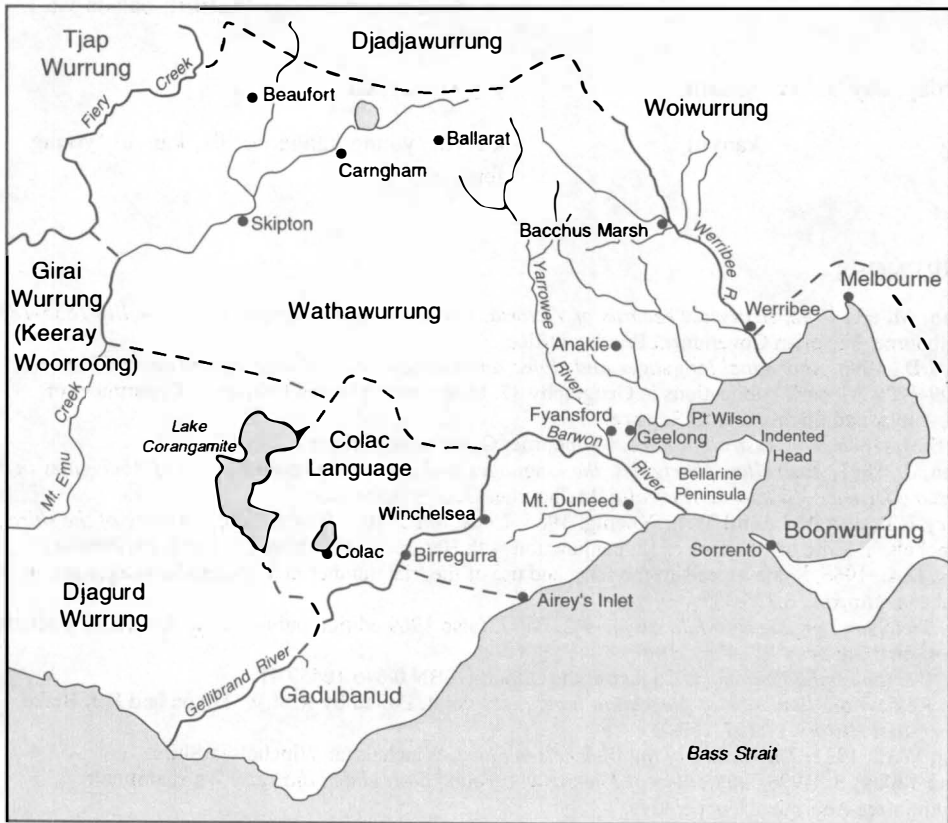 Tjap
Wurrung
Djadjawurrung
Fiery Creek
Beaufort
Woiwurrung
Ballarat
Carngham
Skipton
Bacchus Marsh
Werribee R
Yarrowee River
Melbourne
Girai
Wurrung
(Keeray
Woorroong)
Wathawurrung
Werribee
Anakie
Mt. Emu Creek
Lake
Corangamite
Colac
Language
Fyansford
Barwon River
Geelong
Pt Wilson
Indented
Head
Bellarine
Peninsula
Mt. Duneed
Winchelsea
Boonwurrung
Sorrento
Colac
Birregurra
Airey's Inlet
Djagurd
Wurrung
Gellibrand River
Gadubanud
Bass Strait